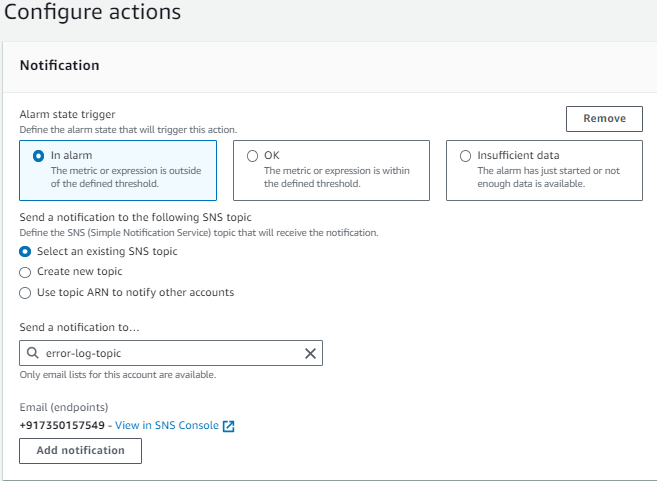 Configure actions
Notification
Alarm state trigger
Define the alarm state that will trigger this action.
Remove
In alarm
The metric or expression is outside
of the defined threshold.
OK
The metric or expression is within
the defined threshold.
Insufficient data
The alarm has just started or not
enough data is available.
Send a notification to the following SNS topic
Define the SNS (Simple Notification Service) topic that will receive the notification.
Select an existing SNS topic
Create new topic
Use topic ARN to notify other accounts
Send a notification to…
error-log-topic
Only email lists for this account are available.
Email (endpoints)
+917350157549 - View in SNS Console
Add notification